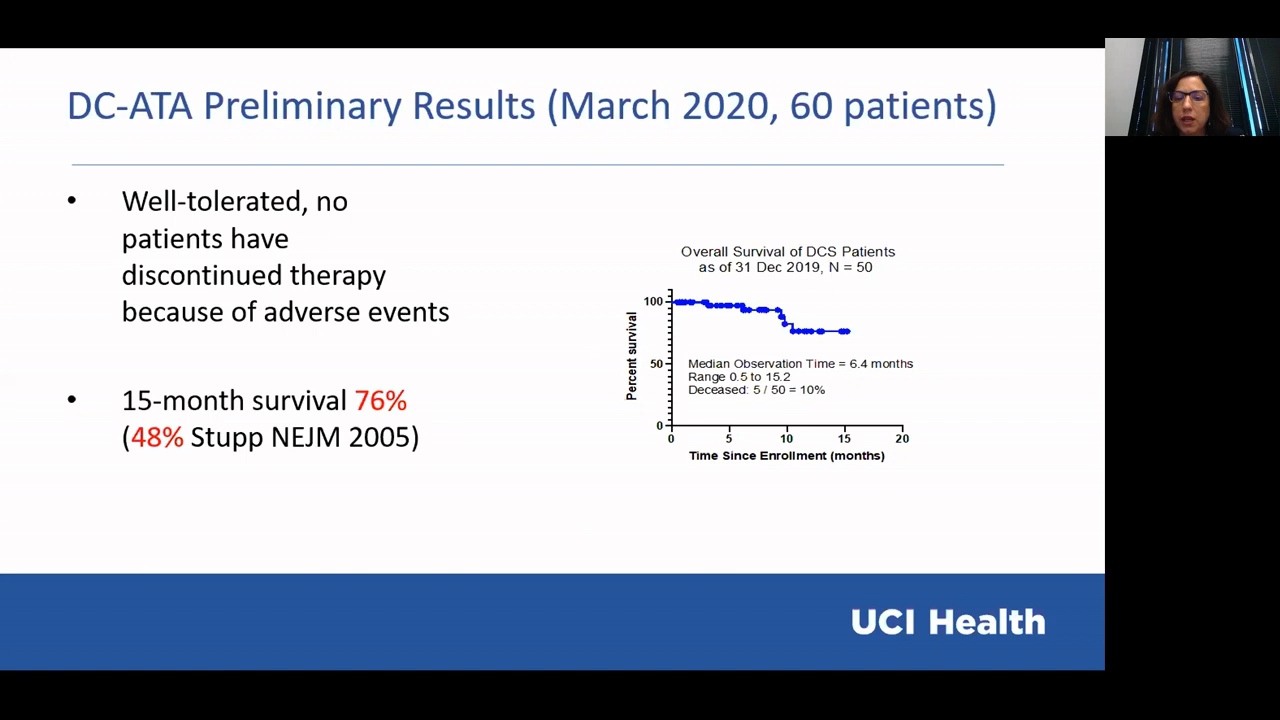 DC-ATA Preliminary Results (March 2020, 60 patients)
• Well-tolerated, no
patients have
discontinued therapy
because of adverse events
• 15-month survival 76%
(48% Stupp NEJM 2005)
Overall Survival of DCS Patients
as of 31 Dec 2019, N = 50
Percent survival
100
50
0
Median Observation Time = 6.4 months
Range 0.5 to 15.2
Deceased: 5 / 50 = 10%
0 5 10 15 20
Time Since Enrollment (months)
UCI Health